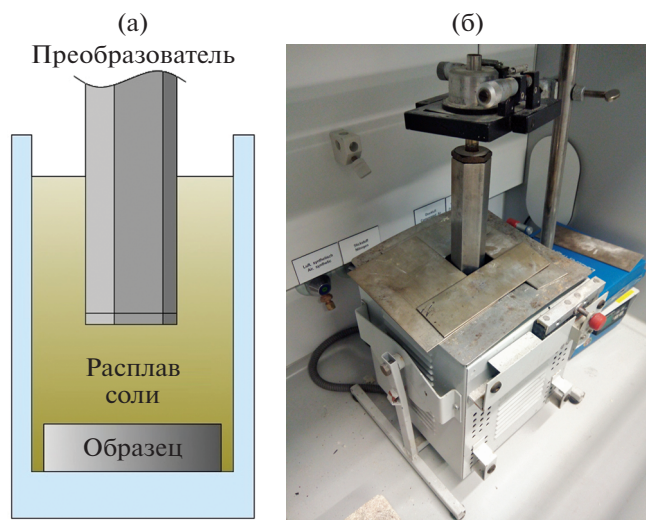 (а)
(б)
Преобразователь
Расплав
соли
Образец